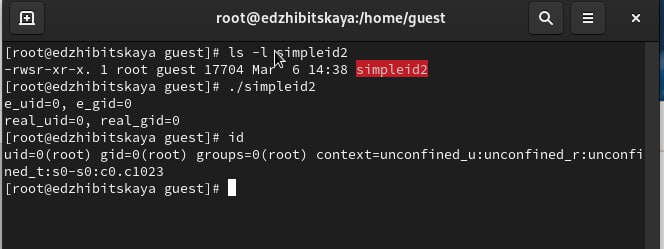 root@edzhibitskaya:/home/guest
[root@edzhibitskaya guest]# ls -l simpleid2
-rwsr-xr-x. 1 root guest 17704 Mar  6 14:38 simpleid2
[root@edzhibitskaya guest]# ./simpleid2
e_uid=0, e_gid=0
real_uid=0, real_gid=0
[root@edzhibitskaya guest]# id
uid=0(root) gid=0(root) groups=0(root) context=unconfined_u:unconfined_r:unconfi
ned_t:s0-s0:c0.c1023
[root@edzhibitskaya guest]#